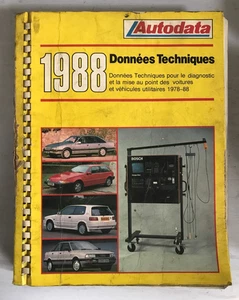 Autodata
1988
Données Techniques
Données Techniques pour le diagnostic
et la mise au point des voitures
et véhicules utilitaires 1978-88
BOSCH